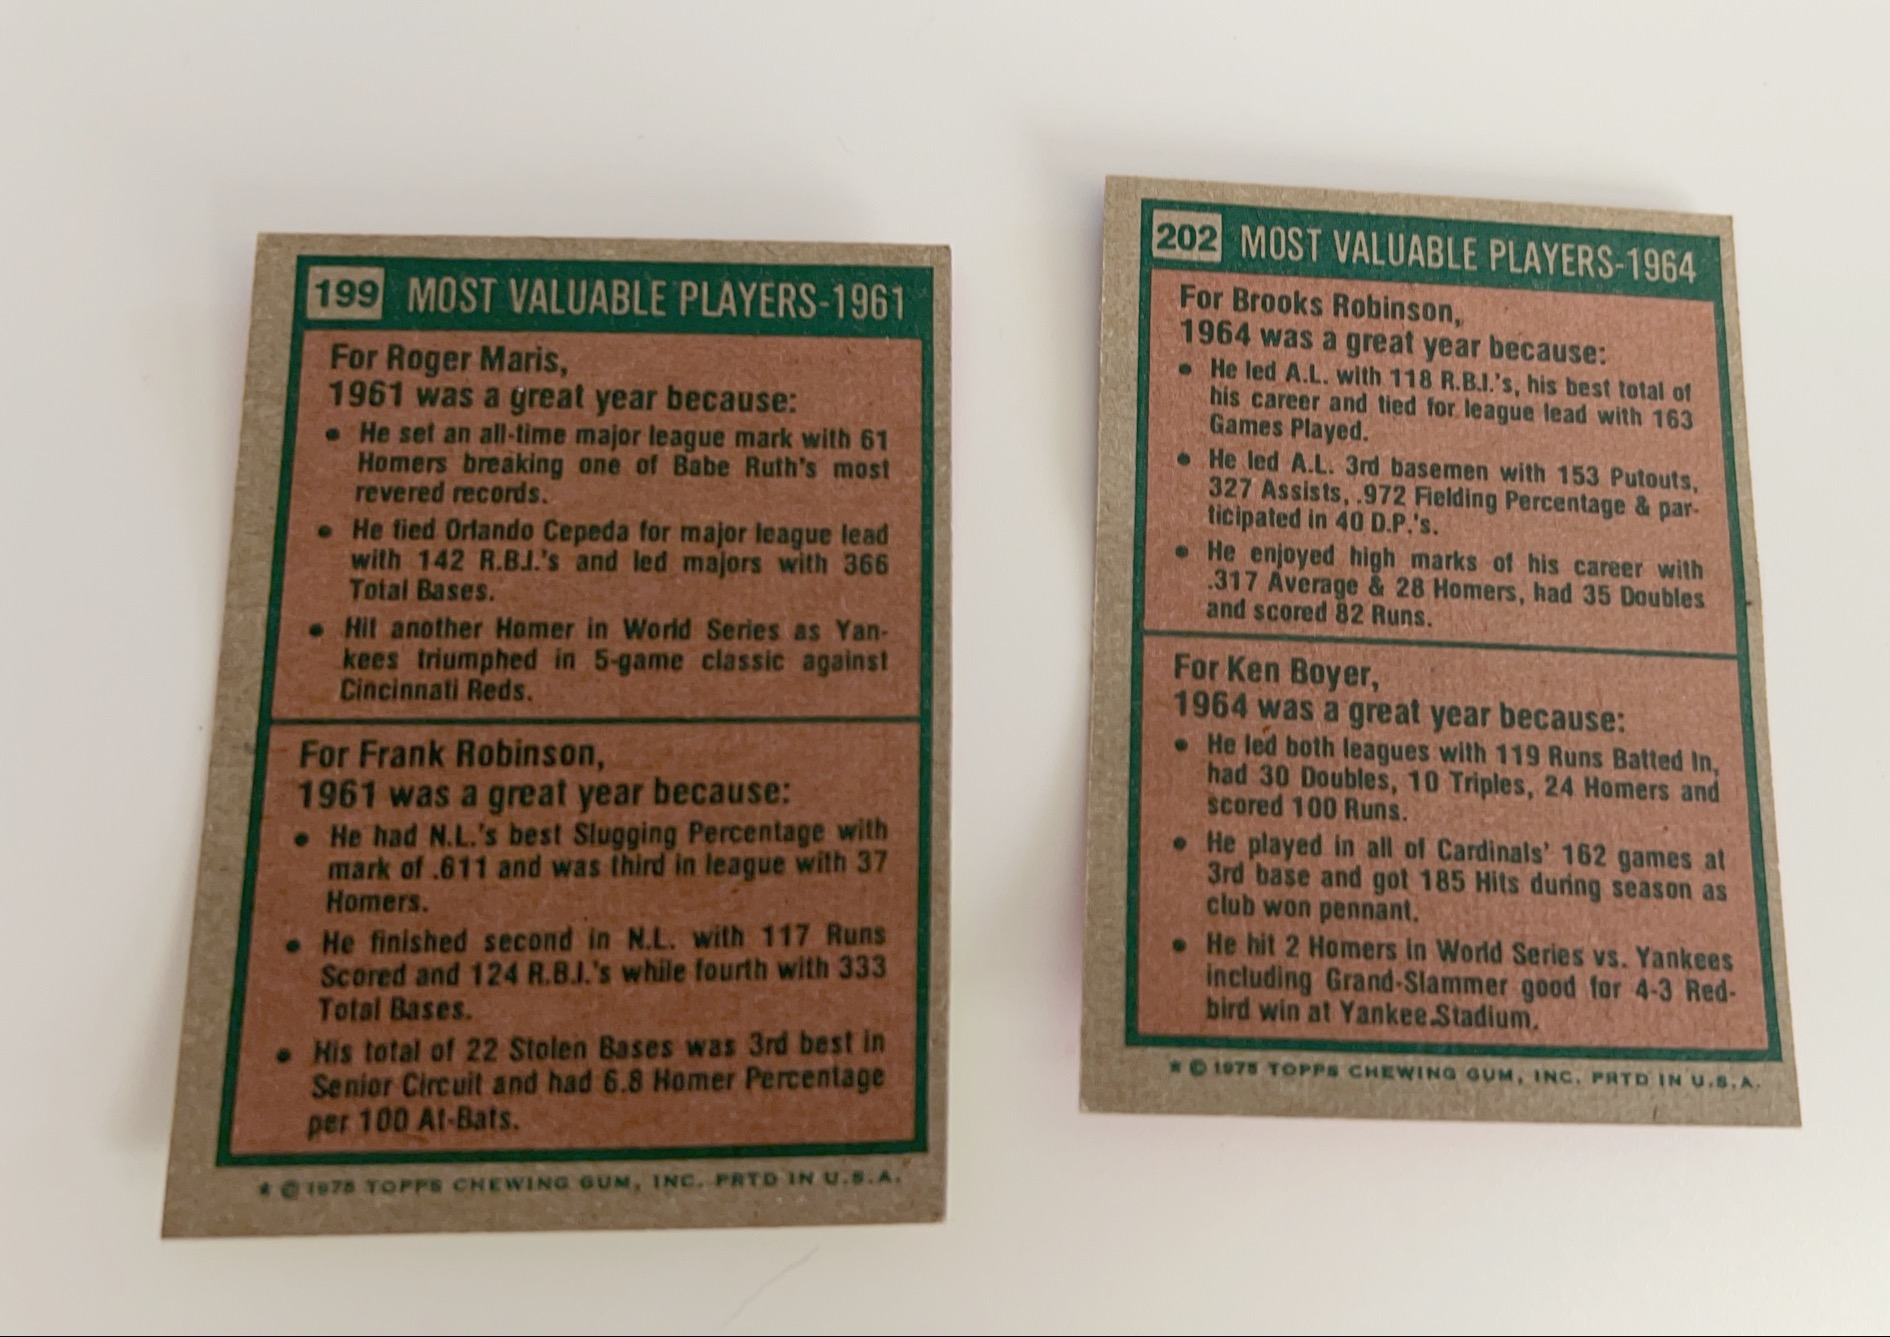 199 MOST VALUABLE PLAYERS-1961
For Roger Maris,
1961 was a great year because:
• He set an all-time major league mark with 61
Homers breaking one of Babe Ruth's most
revered records.
• He tied Orlando Cepeda for major league lead
with 142 R.B.I.'s and led majors with 366
Total Bases.
• Hit another Homer in World Series as Yan-
kees triumphed in 5-game classic against
Cincinnati Reds.
For Frank Robinson,
1961 was a great year because:
• He had N.L.'s best Slugging Percentage with
mark of .611 and was third in league with 37
Homers.
• He finished second in N.L. with 117 Runs
Scored and 124 R.B.I.'s while fourth with 333
Total Bases.
• His total of 22 Stolen Bases was 3rd best in
Senior Circuit and had 6.8 Homer Percentage
per 100 At-Bats.
* © 1975 TOPPS CHEWING GUM, INC. PRTD IN U.S.A.
202 MOST VALUABLE PLAYERS-1964
For Brooks Robinson,
1964 was a great year because:
• He led A.L. with 118 R.B.I.'s, his best total of
his career and tied for league lead with 163
Games Played.
• He led A.L. 3rd basemen with 153 Putouts,
327 Assists, .972 Fielding Percentage & par-
ticipated in 40 D.P.'s.
• He enjoyed high marks of his career with
.317 Average & 28 Homers, had 35 Doubles
and scored 82 Runs.
For Ken Boyer,
1964 was a great year because:
• He led both leagues with 119 Runs Batted In,
had 30 Doubles, 10 Triples, 24 Homers and
scored 100 Runs.
• He played in all of Cardinals' 162 games at
3rd base and got 185 Hits during season as
club won pennant.
• He hit 2 Homers in World Series vs. Yankees
including Grand-Slammer good for 4-3 Red-
bird win at Yankee Stadium.
* © 1975 TOPPS CHEWING GUM, INC. PRTD IN U.S.A.